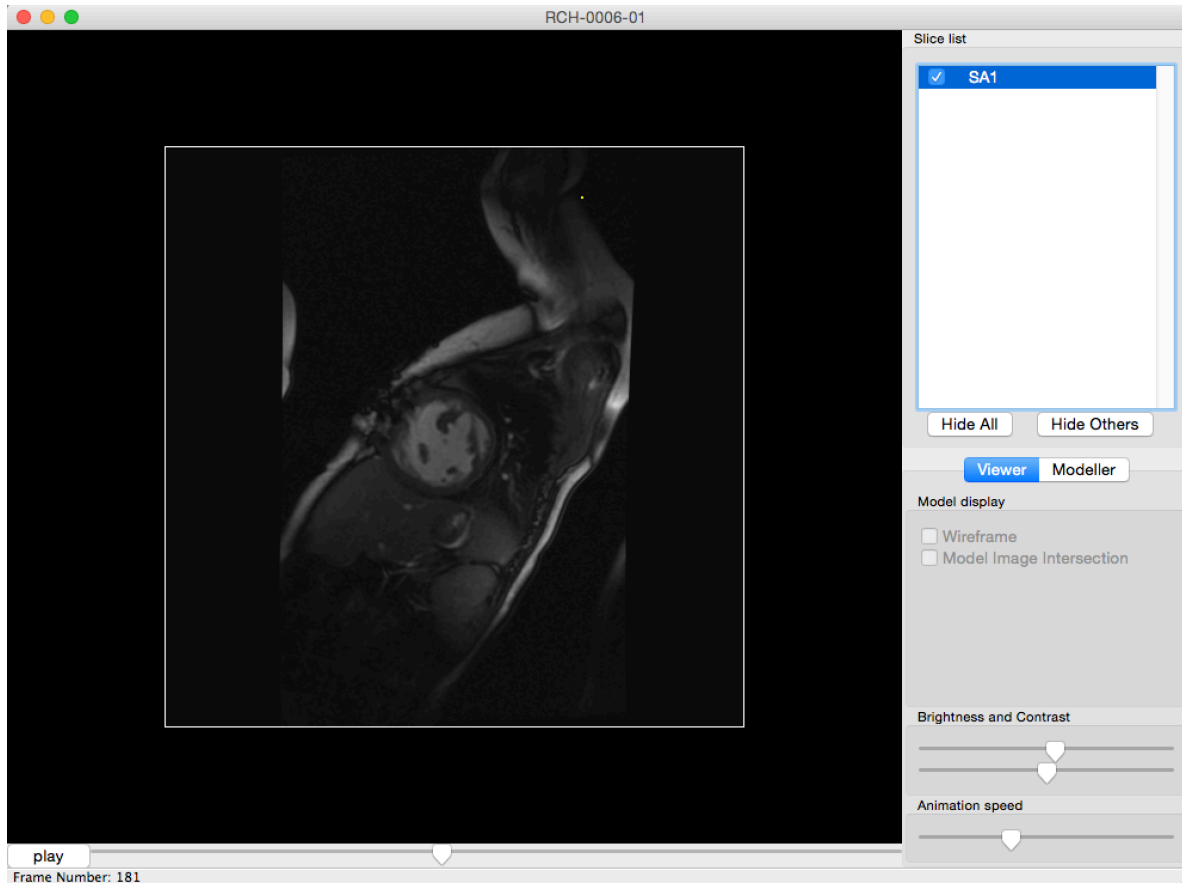 RCH-0006-01
Slice list
SA1
Hide All Hide Others
Viewer Modeller
Model display
Wireframe
Model Image Intersection
Brightness and Contrast
Animation speed
play
Frame Number: 181